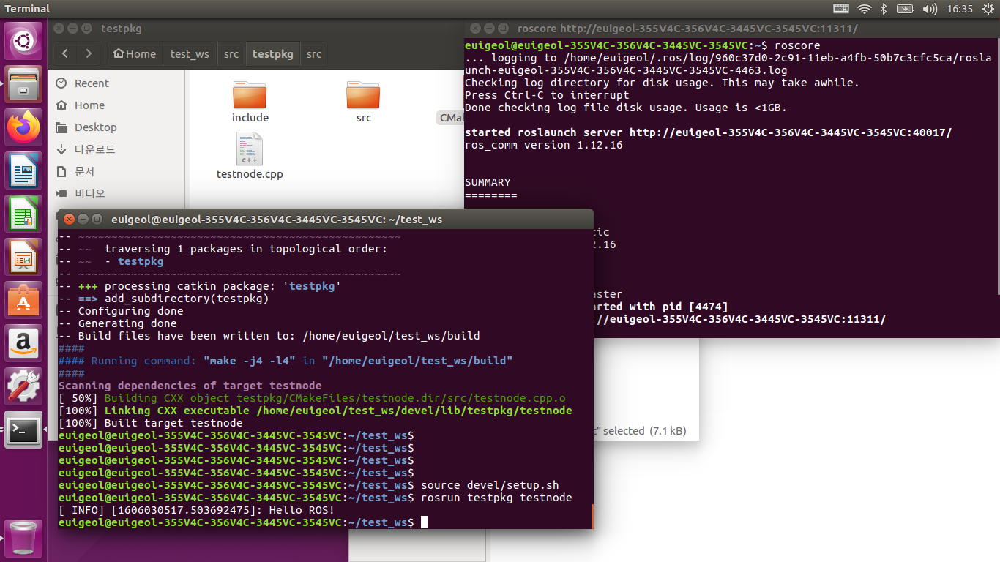 Terminal
16:35
testpkg
Home
test_ws
src
testpkg
src
Recent
Home
Desktop
다운로드
문서
비디오
include
src
CMak
c++
testnode.cpp
" selected (7.1 kB)
roscore http://euigeol-355V4C-356V4C-3445VC-3545VC:11311/
euigeol@euigeol-355V4C-356V4C-3445VC-3545VC:~$ roscore
... logging to /home/euigeol/.ros/log/960c37d0-2c91-11eb-a4fb-50b7c3cfc5ca/rosla
unch-euigeol-355V4C-356V4C-3445VC-3545VC-4463.log
Checking log directory for disk usage. This may take awhile.
Press Ctrl-C to interrupt
Done checking log file disk usage. Usage is <1GB.
started roslaunch server http://euigeol-355V4C-356V4C-3445VC-3545VC:40017/
ros_comm version 1.12.16
SUMMARY
========
tic
2.16
aster
arted with pid [4474]
://euigeol-355V4C-356V4C-3445VC-3545VC:11311/
euigeol@euigeol-355V4C-356V4C-3445VC-3545VC: ~/test_ws
-- ~~~~~~~~~~~~~~~~~~~~~~~~~~~~~~~~~~~~~~~~~~~~~~~~~
-- ~~  traversing 1 packages in topological order:
-- ~~  - testpkg
-- ~~~~~~~~~~~~~~~~~~~~~~~~~~~~~~~~~~~~~~~~~~~~~~~~~
-- +++ processing catkin package: 'testpkg'
-- ==> add_subdirectory(testpkg)
-- Configuring done
-- Generating done
-- Build files have been written to: /home/euigeol/test_ws/build
####
#### Running command: "make -j4 -l4" in "/home/euigeol/test_ws/build"
####
Scanning dependencies of target testnode
[ 50%] Building CXX object testpkg/CMakeFiles/testnode.dir/src/testnode.cpp.o
[100%] Linking CXX executable /home/euigeol/test_ws/devel/lib/testpkg/testnode
[100%] Built target testnode
euigeol@euigeol-355V4C-356V4C-3445VC-3545VC:~/test_ws$
euigeol@euigeol-355V4C-356V4C-3445VC-3545VC:~/test_ws$
euigeol@euigeol-355V4C-356V4C-3445VC-3545VC:~/test_ws$
euigeol@euigeol-355V4C-356V4C-3445VC-3545VC:~/test_ws$
euigeol@euigeol-355V4C-356V4C-3445VC-3545VC:~/test_ws$ source devel/setup.sh
euigeol@euigeol-355V4C-356V4C-3445VC-3545VC:~/test_ws$ rosrun testpkg testnode
[ INFO] [1606030517.503692475]: Hello ROS!
euigeol@euigeol-355V4C-356V4C-3445VC-3545VC:~/test_ws$